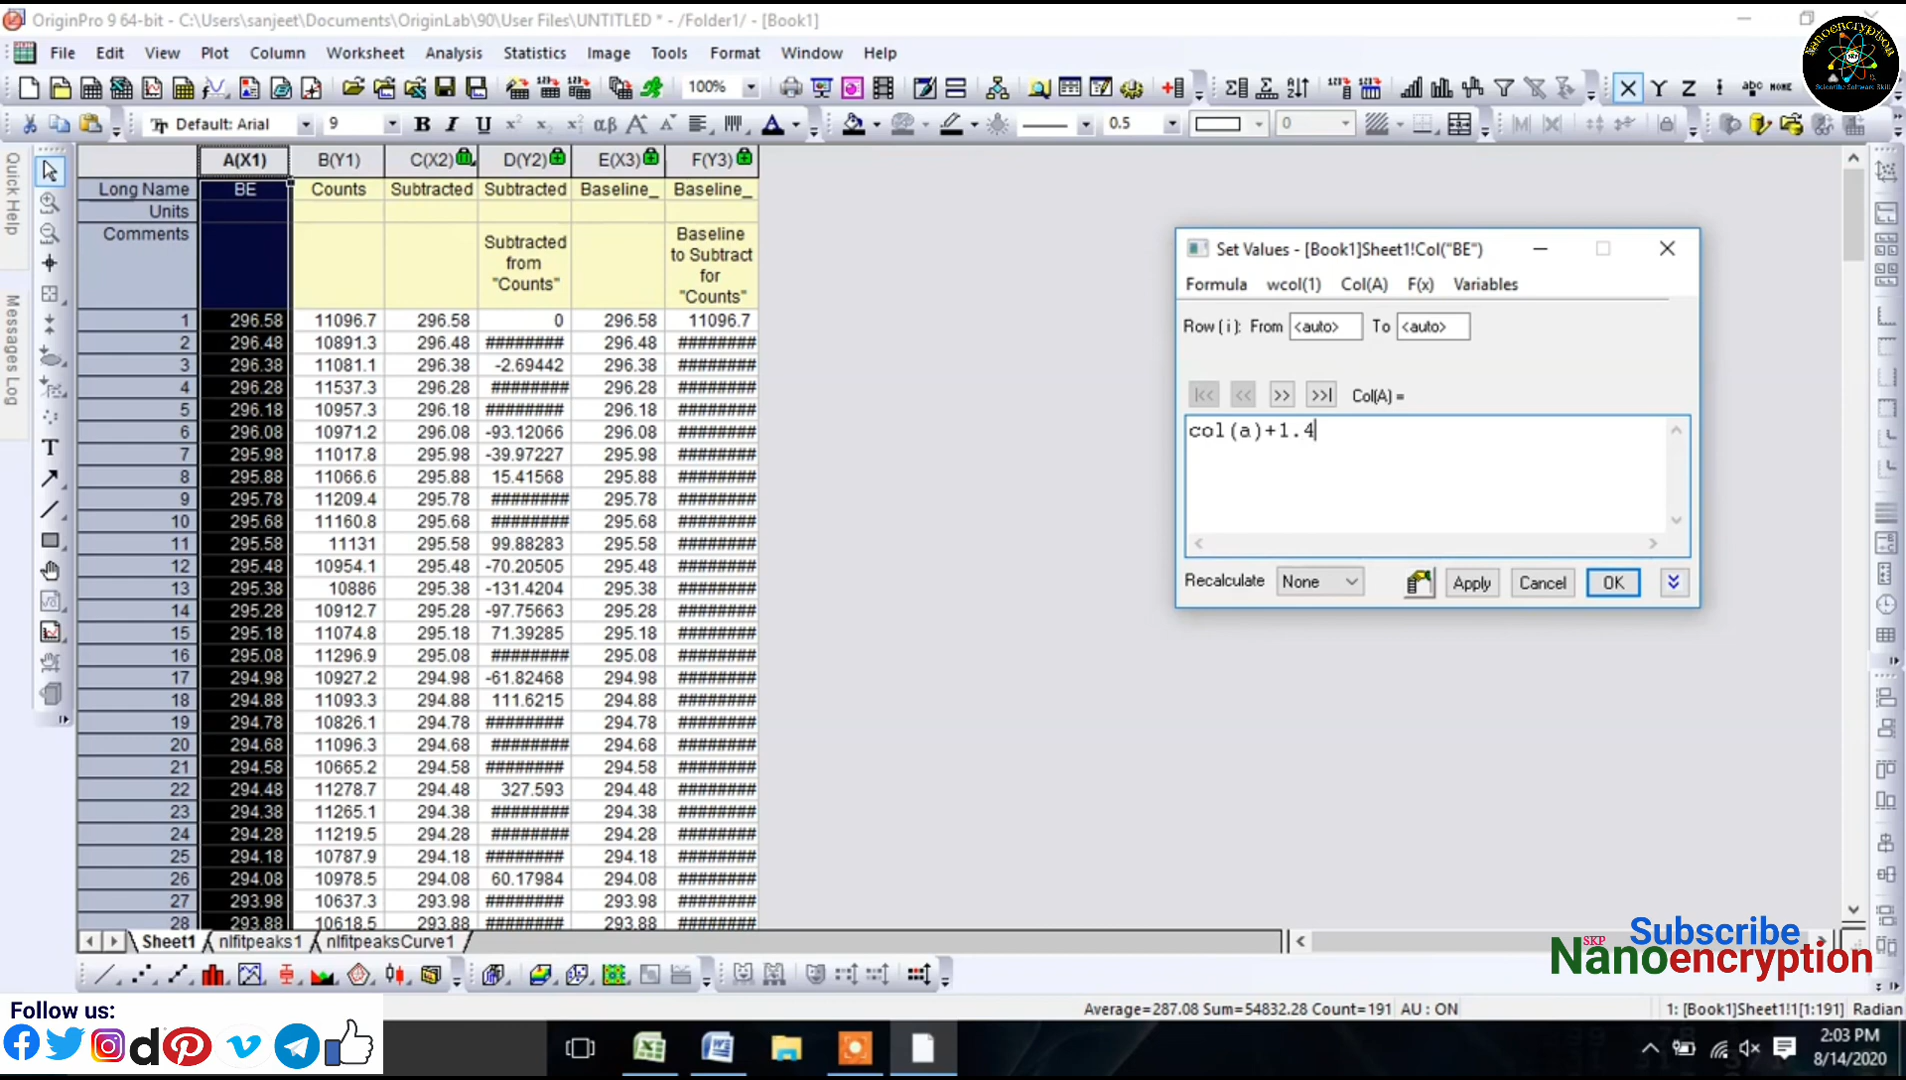 OriginPro 9 64-bit - C:\Users\sanjeet\Documents\OriginLab\90\User Files\UNTITLED * - /Folder1/ - [Book1]
File Edit View Plot Column Worksheet Analysis Statistics Image Tools Format Window Help
100%
Default: Arial 9 B I U 0.5 0
Nanoencryption
Scientific Software Skill
Quick Help
Messages Log
A(X1) B(Y1) C(X2) D(Y2) E(X3) F(Y3)
Long Name BE Counts Subtracted Subtracted Baseline_ Baseline_
Units
Comments Subtracted from "Counts" Baseline to Subtract for "Counts"
1 296.58 11096.7 296.58 0 296.58 11096.7
2 296.48 10891.3 296.48 ######## 296.48 ########
3 296.38 11081.1 296.38 -2.69442 296.38 ########
4 296.28 11537.3 296.28 ######## 296.28 ########
5 296.18 10957.3 296.18 ######## 296.18 ########
6 296.08 10971.2 296.08 -93.12066 296.08 ########
7 295.98 11017.8 295.98 -39.97227 295.98 ########
8 295.88 11066.6 295.88 15.41568 295.88 ########
9 295.78 11209.4 295.78 ######## 295.78 ########
10 295.68 11160.8 295.68 ######## 295.68 ########
11 295.58 11131 295.58 99.88283 295.58 ########
12 295.48 10954.1 295.48 -70.20505 295.48 ########
13 295.38 10886 295.38 -131.4204 295.38 ########
14 295.28 10912.7 295.28 -97.75663 295.28 ########
15 295.18 11074.8 295.18 71.39285 295.18 ########
16 295.08 11296.9 295.08 ######## 295.08 ########
17 294.98 10927.2 294.98 -61.82468 294.98 ########
18 294.88 11093.3 294.88 111.6215 294.88 ########
19 294.78 10826.1 294.78 ######## 294.78 ########
20 294.68 11096.3 294.68 ######## 294.68 ########
21 294.58 10665.2 294.58 ######## 294.58 ########
22 294.48 11278.7 294.48 327.593 294.48 ########
23 294.38 11265.1 294.38 ######## 294.38 ########
24 294.28 11219.5 294.28 ######## 294.28 ########
25 294.18 10787.9 294.18 ######## 294.18 ########
26 294.08 10978.5 294.08 60.17984 294.08 ########
27 293.98 10637.3 293.98 ######## 293.98 ########
28 293.88 10618.5 293.88 ######## 293.88 ########
Sheet1 nlfitpeaks1 nlfitpeaksCurve1
Set Values - [Book1]Sheet1!Col("BE")
Formula wcol(1) Col(A) F(x) Variables
Row (i): From <auto> To <auto>
|<< << >> >>| Col(A) =
col(a)+1.4
Recalculate None Apply Cancel OK
Subscribe
SKP
Nanoencryption
Average=287.08 Sum=54832.28 Count=191 AU : ON 1: [Book1]Sheet1!1[1:191] Radian
Follow us:
2:03 PM
8/14/2020